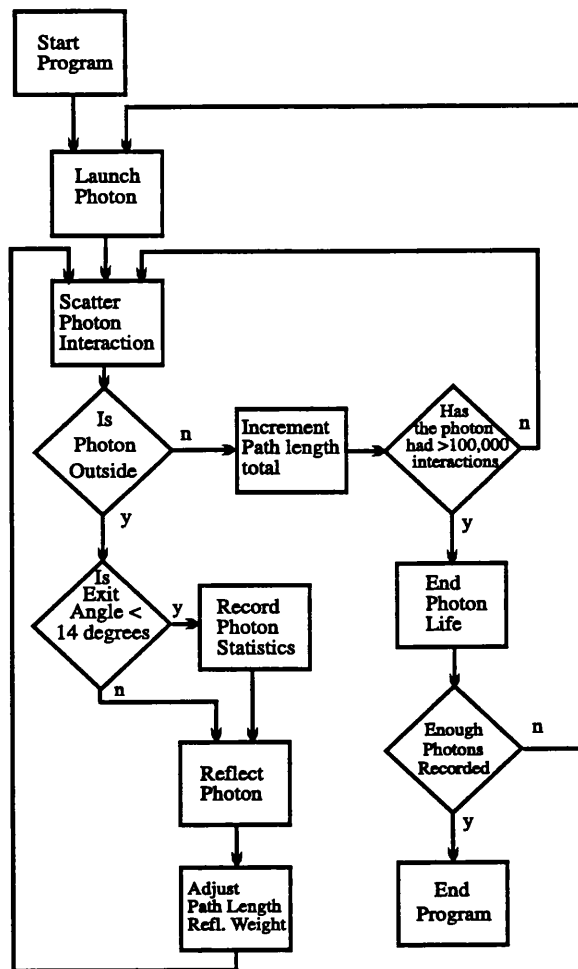 Start
Program
Launch
Photon
Scatter
Photon
Interaction
Is
Photon
Outside
n
y
Increment
Path length
total
Has
the photon
had >100,000
interactions
n
y
Is
Exit
Angle <
14 degrees
y
n
Record
Photon
Statistics
End
Photon
Life
Reflect
Photon
Enough
Photons
Recorded
n
y
Adjust
Path Length
Refl. Weight
End
Program